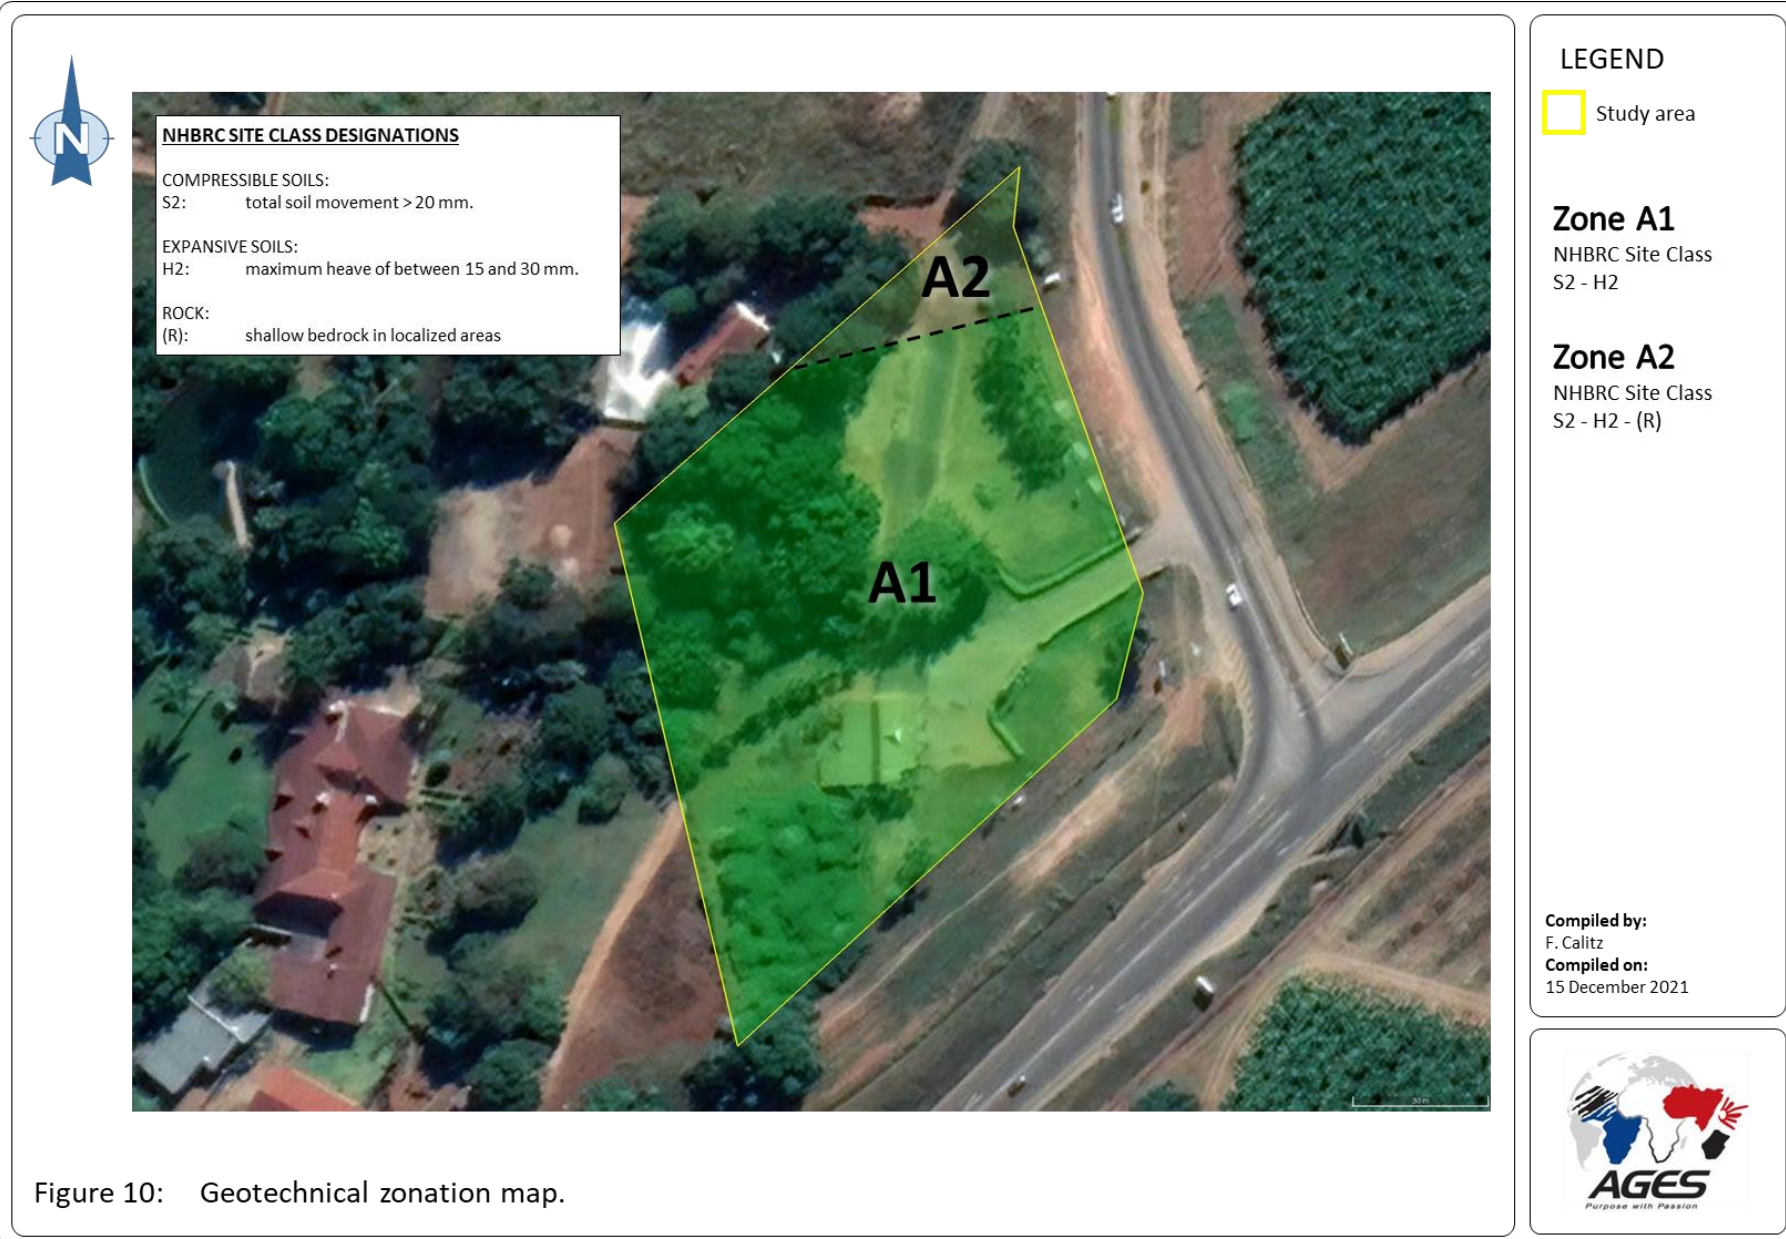 N
NHBRC SITE CLASS DESIGNATIONS
COMPRESSIBLE SOILS:
S2: total soil movement > 20 mm.
EXPANSIVE SOILS:
H2: maximum heave of between 15 and 30 mm.
ROCK:
(R): shallow bedrock in localized areas
A2
A1
30 m
Figure 10: Geotechnical zonation map.
LEGEND
Study area
Zone A1
NHBRC Site Class
S2 - H2
Zone A2
NHBRC Site Class
S2 - H2 - (R)
Compiled by:
F. Calitz
Compiled on:
15 December 2021
AGES
Purpose with Passion